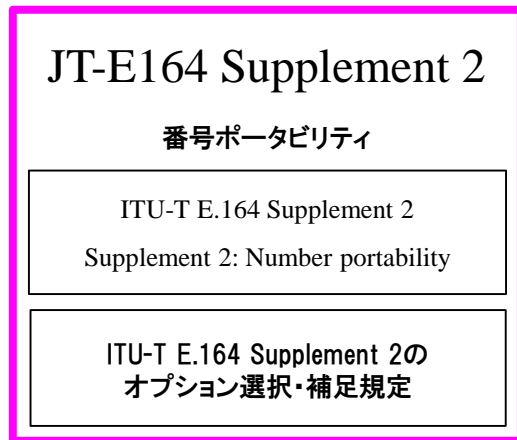 JT-E164 Supplement 2
番号ポータビリティ
ITU-T E.164 Supplement 2
Supplement 2: Number portability
ITU-T E.164 Supplement 2の
オプション選択・補足規定